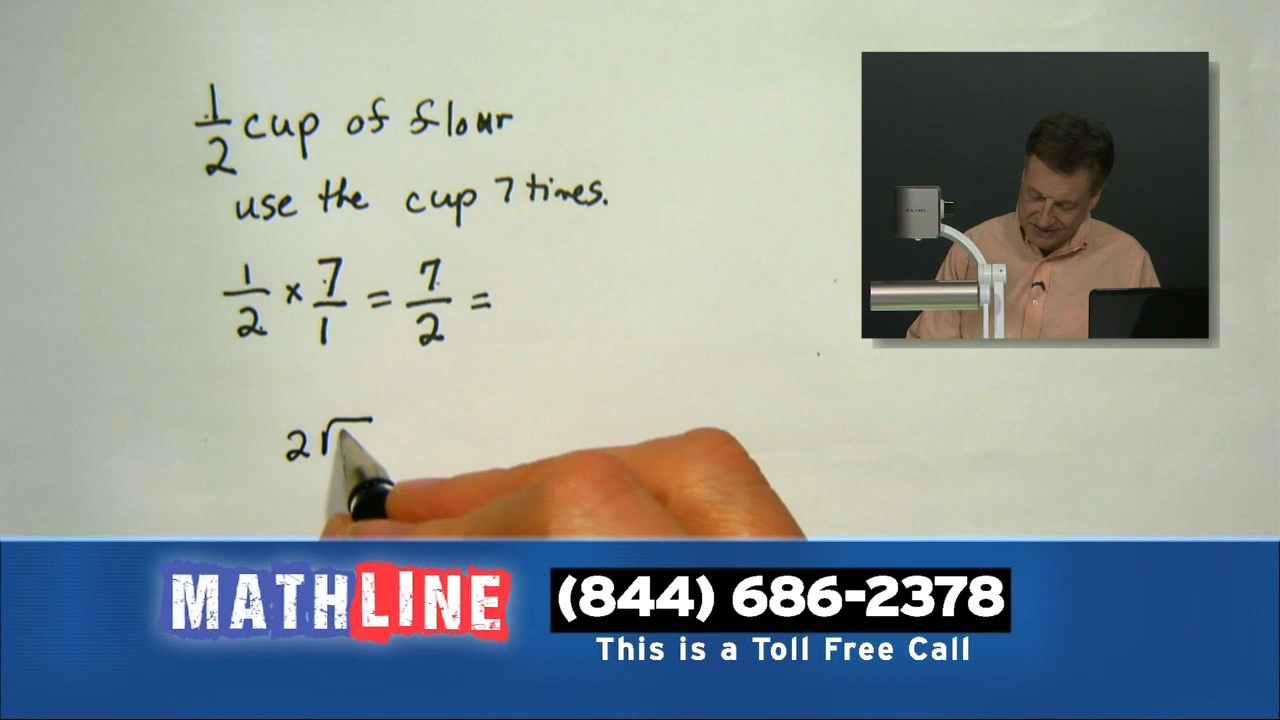 1/2 cup of flour
use the cup 7 times.
1/2 × 7/1 = 7/2 =
2√
MATHLINE
(844) 686-2378
This is a Toll Free Call